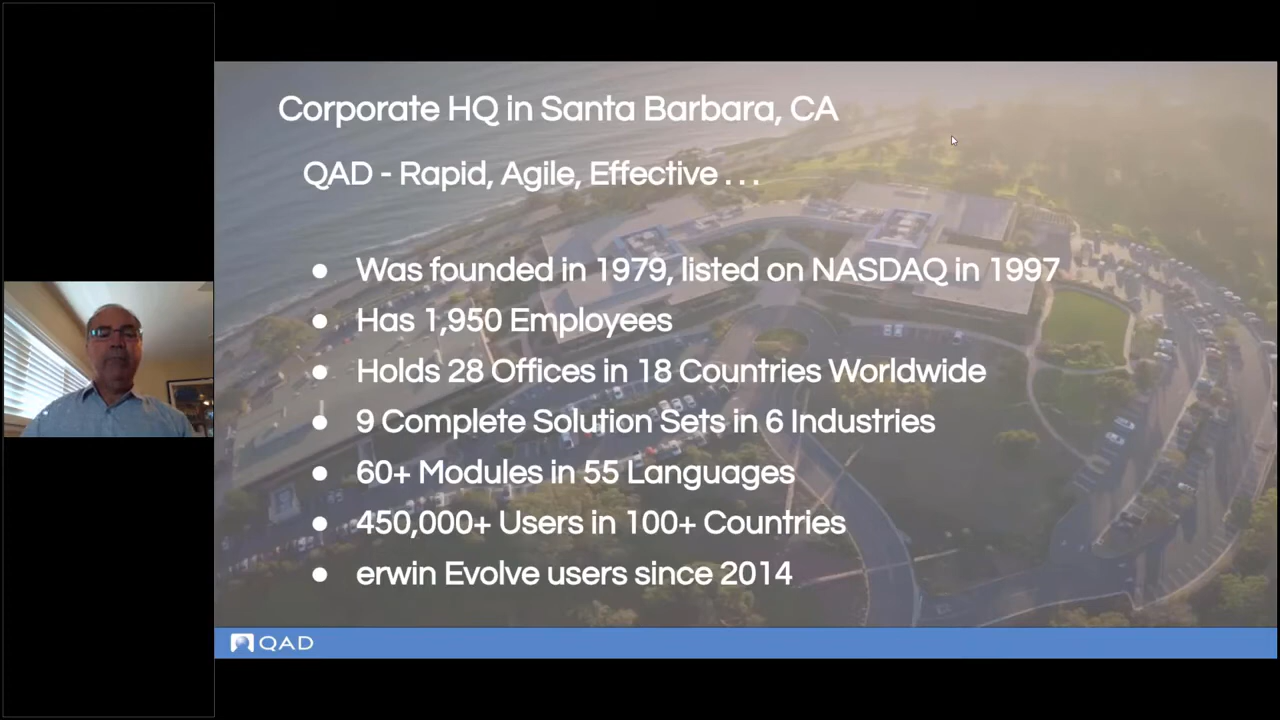 Corporate HQ in Santa Barbara, CA
QAD - Rapid, Agile, Effective . . .
● Was founded in 1979, listed on NASDAQ in 1997
● Has 1,950 Employees
● Holds 28 Offices in 18 Countries Worldwide
● 9 Complete Solution Sets in 6 Industries
● 60+ Modules in 55 Languages
● 450,000+ Users in 100+ Countries
● erwin Evolve users since 2014
QAD